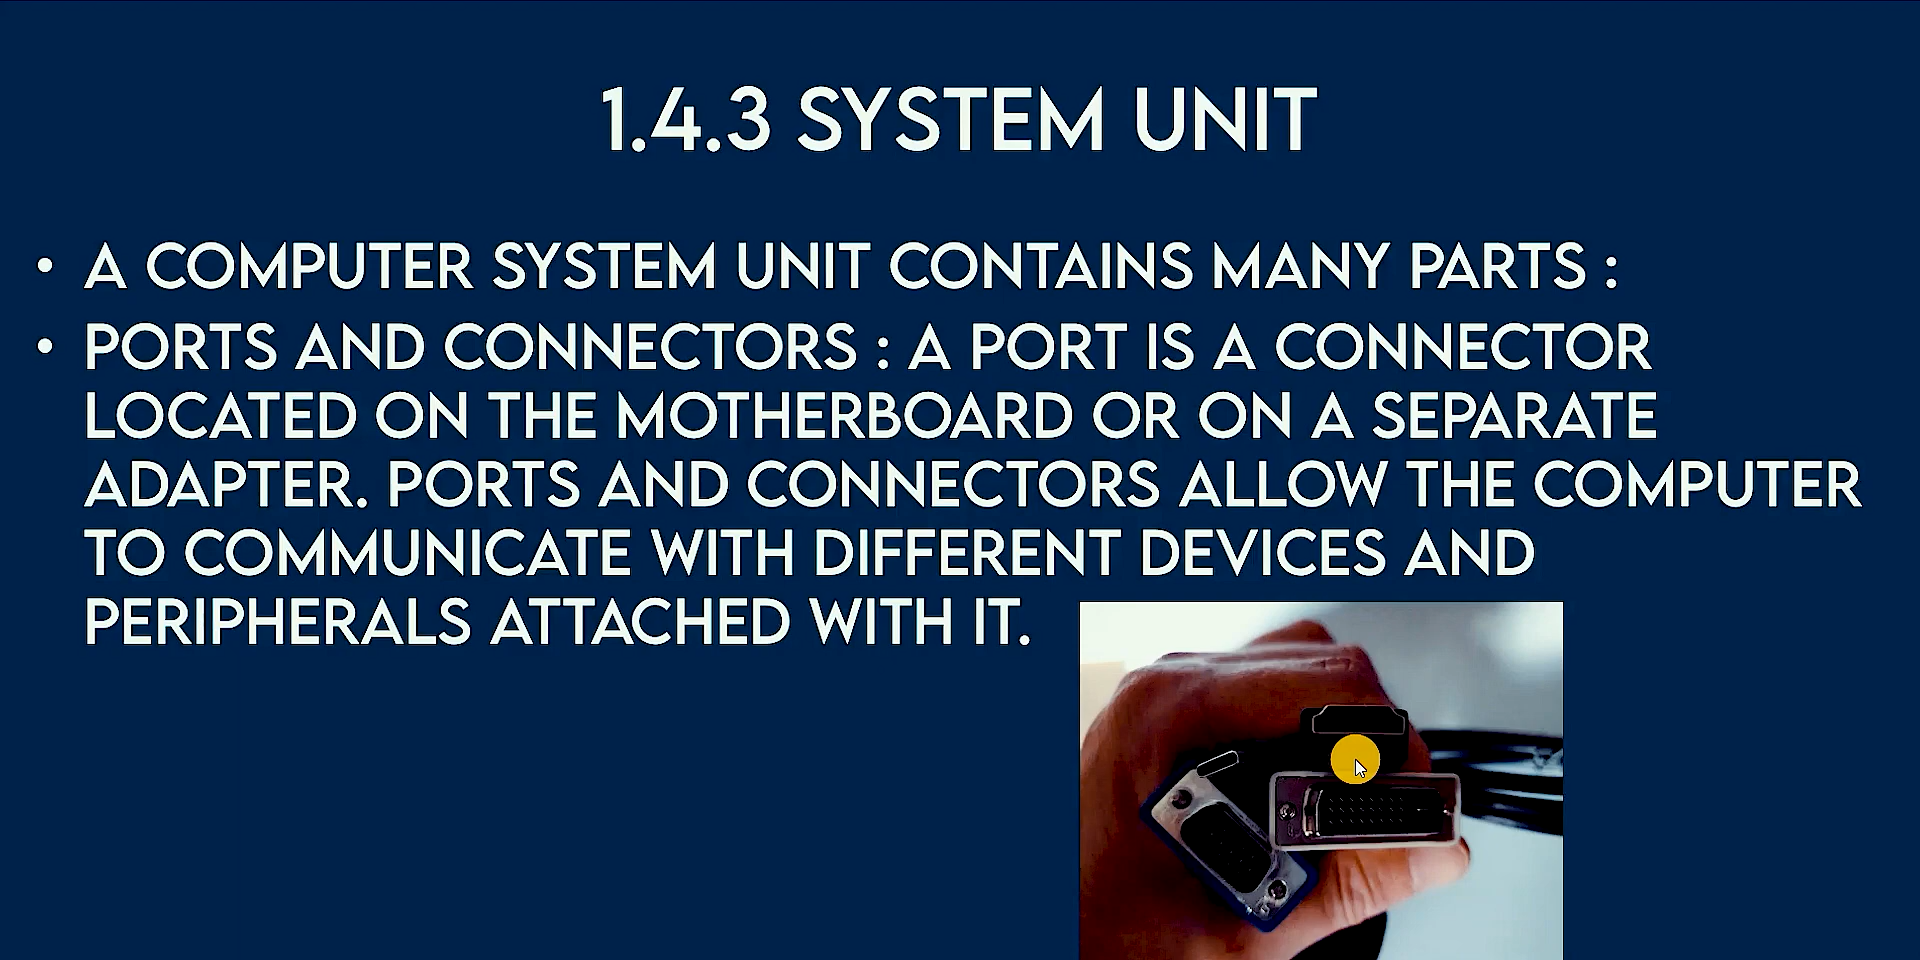 1.4.3 SYSTEM UNIT
• A COMPUTER SYSTEM UNIT CONTAINS MANY PARTS :
• PORTS AND CONNECTORS : A PORT IS A CONNECTOR
LOCATED ON THE MOTHERBOARD OR ON A SEPARATE
ADAPTER. PORTS AND CONNECTORS ALLOW THE COMPUTER
TO COMMUNICATE WITH DIFFERENT DEVICES AND
PERIPHERALS ATTACHED WITH IT.